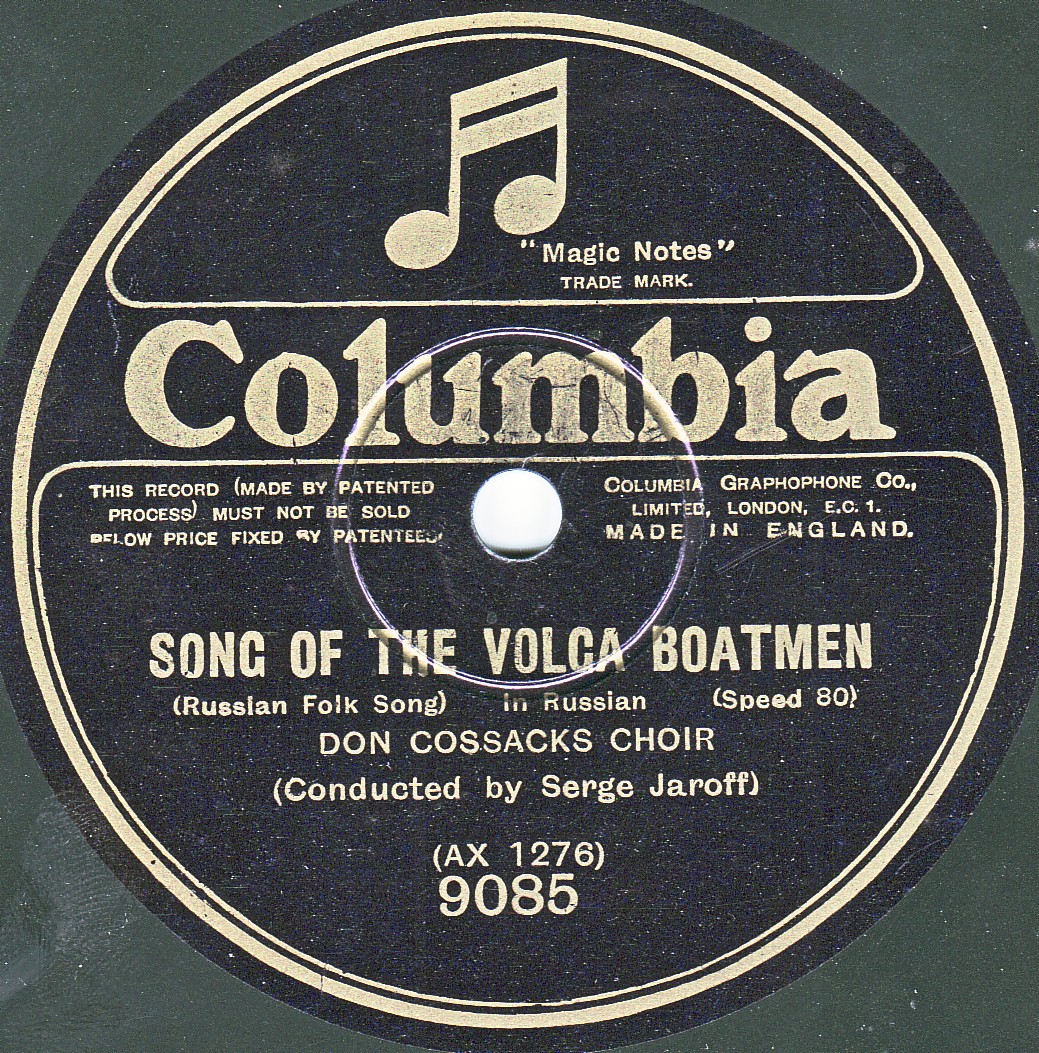 "Magic Notes"
TRADE MARK.
Columbia
THIS RECORD (MADE BY PATENTED
PROCESS) MUST NOT BE SOLD
BELOW PRICE FIXED BY PATENTEES)
COLUMBIA GRAPHOPHONE CO.,
LIMITED, LONDON, E.C. 1.
MADE IN ENGLAND.
SONG OF THE VOLGA BOATMEN
(Russian Folk Song) in Russian (Speed 80)
DON COSSACKS CHOIR
(Conducted by Serge Jaroff)
(AX 1276)
9085